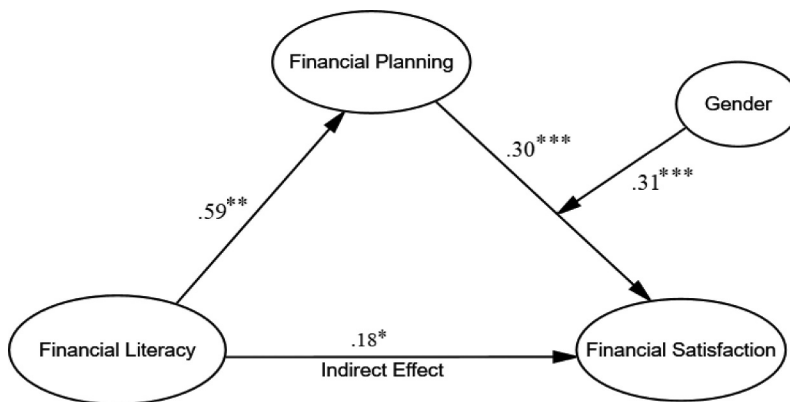 Financial Planning
Gender
.30***
.31***
.59**
.18*
Financial Literacy
Indirect Effect
Financial Satisfaction